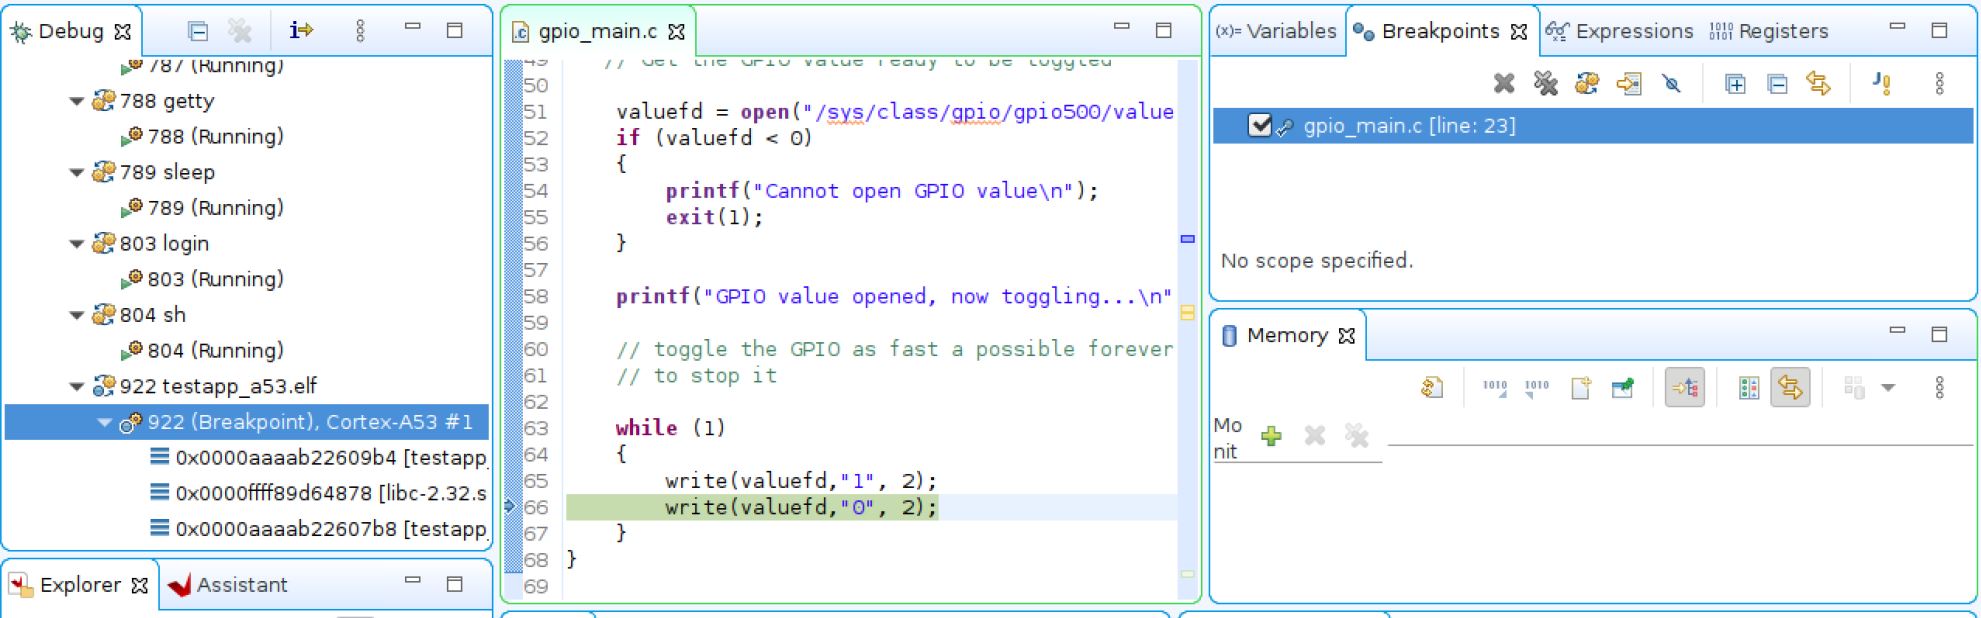 Debug
787 (Running)
788 getty
788 (Running)
789 sleep
789 (Running)
803 login
803 (Running)
804 sh
804 (Running)
922 testapp_a53.elf
922 (Breakpoint), Cortex-A53 #1
0x0000aaaab22609b4 [testapp_
0x0000ffff89d64878 [libc-2.32.s
0x0000aaaab22607b8 [testapp_
Explorer
Assistant
gpio_main.c
49    // Get the GPIO value ready to be toggled
50
51    valuefd = open("/sys/class/gpio/gpio500/value
52    if (valuefd < 0)
53    {
54        printf("Cannot open GPIO value\n");
55        exit(1);
56    }
57
58    printf("GPIO value opened, now toggling...\n"
59
60    // toggle the GPIO as fast a possible forever
61    // to stop it
62
63    while (1)
64    {
65        write(valuefd,"1", 2);
66        write(valuefd,"0", 2);
67    }
68 }
69
(x)= Variables
Breakpoints
Expressions
1010 0101 Registers
gpio_main.c [line: 23]
No scope specified.
Memory
1010 1010
Mo
nit